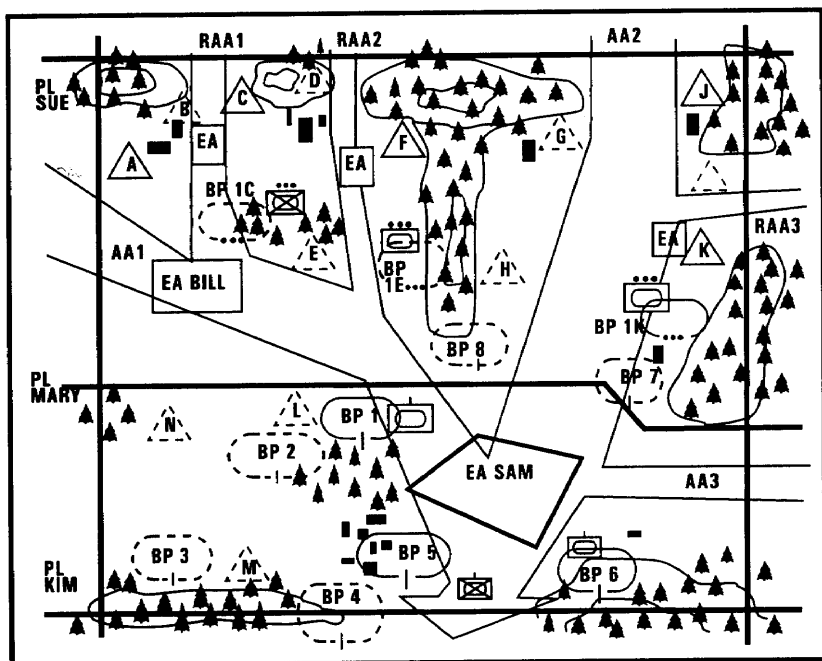 RAA1
RAA2
AA2
PL SUE
B
C
D
J
A
EA
F
G
EA
BP 1C
E
BP 1E
H
EA
K
RAA3
AA1
EA BILL
BP 1K
BP 8
PL MARY
BP 7
N
L
BP 1
BP 2
EA SAM
AA3
BP 3
M
BP 5
BP 6
PL KIM
BP 4